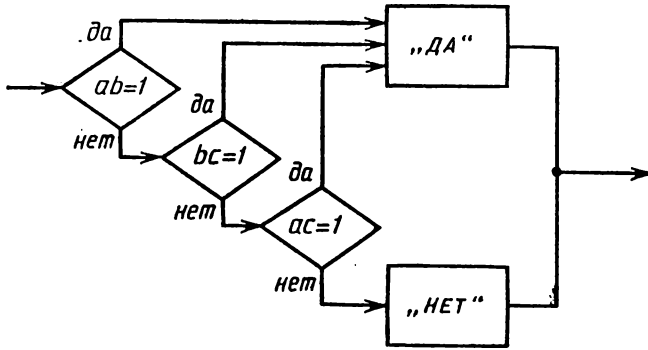 да
„ДА“
ab=1
да
нет
bc=1
да
нет
ac=1
нет
„НЕТ“